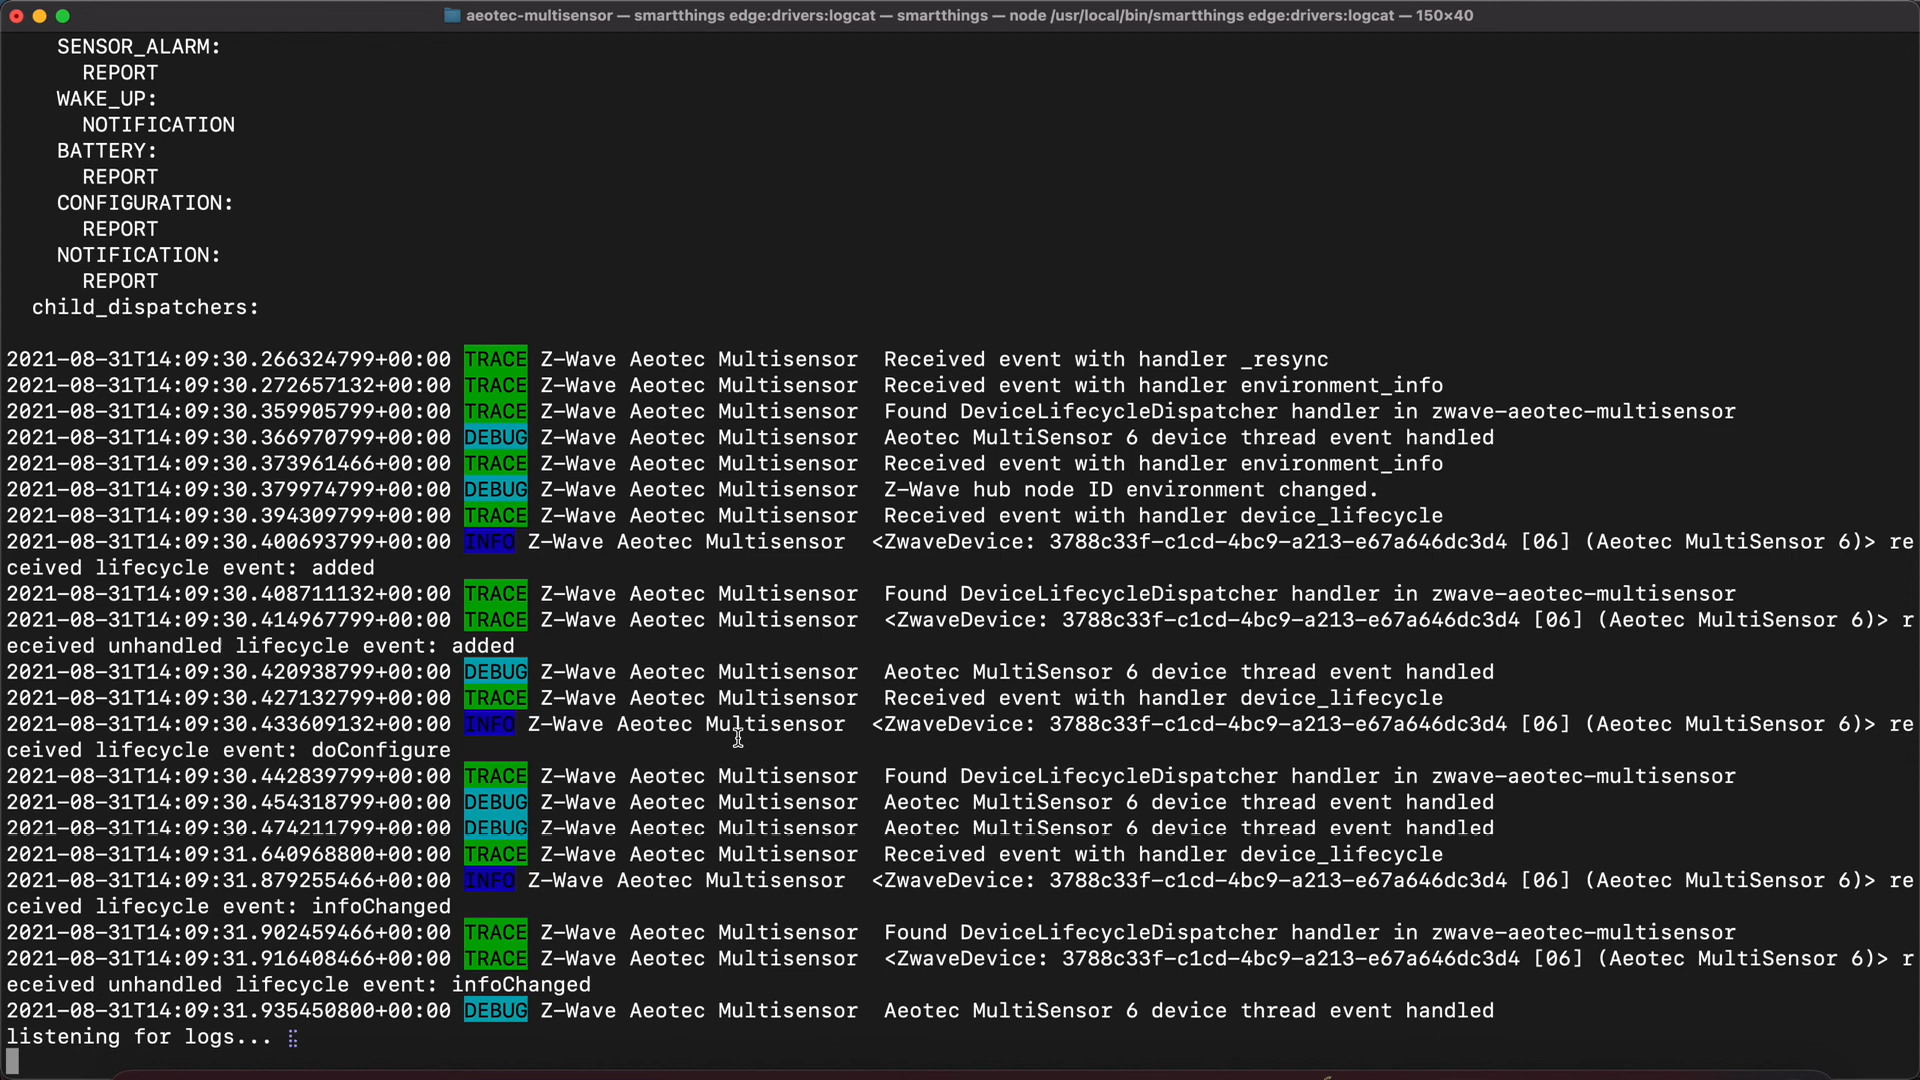 aeotec-multisensor — smartthings edge:drivers:logcat — smartthings — node /usr/local/bin/smartthings edge:drivers:logcat — 150×40
SENSOR_ALARM:
REPORT
WAKE_UP:
NOTIFICATION
BATTERY:
REPORT
CONFIGURATION:
REPORT
NOTIFICATION:
REPORT
child_dispatchers:
2021-08-31T14:09:30.266324799+00:00 TRACE Z-Wave Aeotec Multisensor  Received event with handler _resync
2021-08-31T14:09:30.272657132+00:00 TRACE Z-Wave Aeotec Multisensor  Received event with handler environment_info
2021-08-31T14:09:30.359905799+00:00 TRACE Z-Wave Aeotec Multisensor  Found DeviceLifecycleDispatcher handler in zwave-aeotec-multisensor
2021-08-31T14:09:30.366970799+00:00 DEBUG Z-Wave Aeotec Multisensor  Aeotec MultiSensor 6 device thread event handled
2021-08-31T14:09:30.373961466+00:00 TRACE Z-Wave Aeotec Multisensor  Received event with handler environment_info
2021-08-31T14:09:30.379974799+00:00 DEBUG Z-Wave Aeotec Multisensor  Z-Wave hub node ID environment changed.
2021-08-31T14:09:30.394309799+00:00 TRACE Z-Wave Aeotec Multisensor  Received event with handler device_lifecycle
2021-08-31T14:09:30.400693799+00:00 INFO Z-Wave Aeotec Multisensor  <ZwaveDevice: 3788c33f-c1cd-4bc9-a213-e67a646dc3d4 [06] (Aeotec MultiSensor 6)> re
ceived lifecycle event: added
2021-08-31T14:09:30.408711132+00:00 TRACE Z-Wave Aeotec Multisensor  Found DeviceLifecycleDispatcher handler in zwave-aeotec-multisensor
2021-08-31T14:09:30.414967799+00:00 TRACE Z-Wave Aeotec Multisensor  <ZwaveDevice: 3788c33f-c1cd-4bc9-a213-e67a646dc3d4 [06] (Aeotec MultiSensor 6)> r
eceived unhandled lifecycle event: added
2021-08-31T14:09:30.420938799+00:00 DEBUG Z-Wave Aeotec Multisensor  Aeotec MultiSensor 6 device thread event handled
2021-08-31T14:09:30.427132799+00:00 TRACE Z-Wave Aeotec Multisensor  Received event with handler device_lifecycle
2021-08-31T14:09:30.433609132+00:00 INFO Z-Wave Aeotec Multisensor  <ZwaveDevice: 3788c33f-c1cd-4bc9-a213-e67a646dc3d4 [06] (Aeotec MultiSensor 6)> re
ceived lifecycle event: doConfigure
2021-08-31T14:09:30.442839799+00:00 TRACE Z-Wave Aeotec Multisensor  Found DeviceLifecycleDispatcher handler in zwave-aeotec-multisensor
2021-08-31T14:09:30.454318799+00:00 DEBUG Z-Wave Aeotec Multisensor  Aeotec MultiSensor 6 device thread event handled
2021-08-31T14:09:30.474211799+00:00 DEBUG Z-Wave Aeotec Multisensor  Aeotec MultiSensor 6 device thread event handled
2021-08-31T14:09:31.640968800+00:00 TRACE Z-Wave Aeotec Multisensor  Received event with handler device_lifecycle
2021-08-31T14:09:31.879255466+00:00 INFO Z-Wave Aeotec Multisensor  <ZwaveDevice: 3788c33f-c1cd-4bc9-a213-e67a646dc3d4 [06] (Aeotec MultiSensor 6)> re
ceived lifecycle event: infoChanged
2021-08-31T14:09:31.902459466+00:00 TRACE Z-Wave Aeotec Multisensor  Found DeviceLifecycleDispatcher handler in zwave-aeotec-multisensor
2021-08-31T14:09:31.916408466+00:00 TRACE Z-Wave Aeotec Multisensor  <ZwaveDevice: 3788c33f-c1cd-4bc9-a213-e67a646dc3d4 [06] (Aeotec MultiSensor 6)> r
eceived unhandled lifecycle event: infoChanged
2021-08-31T14:09:31.935450800+00:00 DEBUG Z-Wave Aeotec Multisensor  Aeotec MultiSensor 6 device thread event handled
listening for logs...